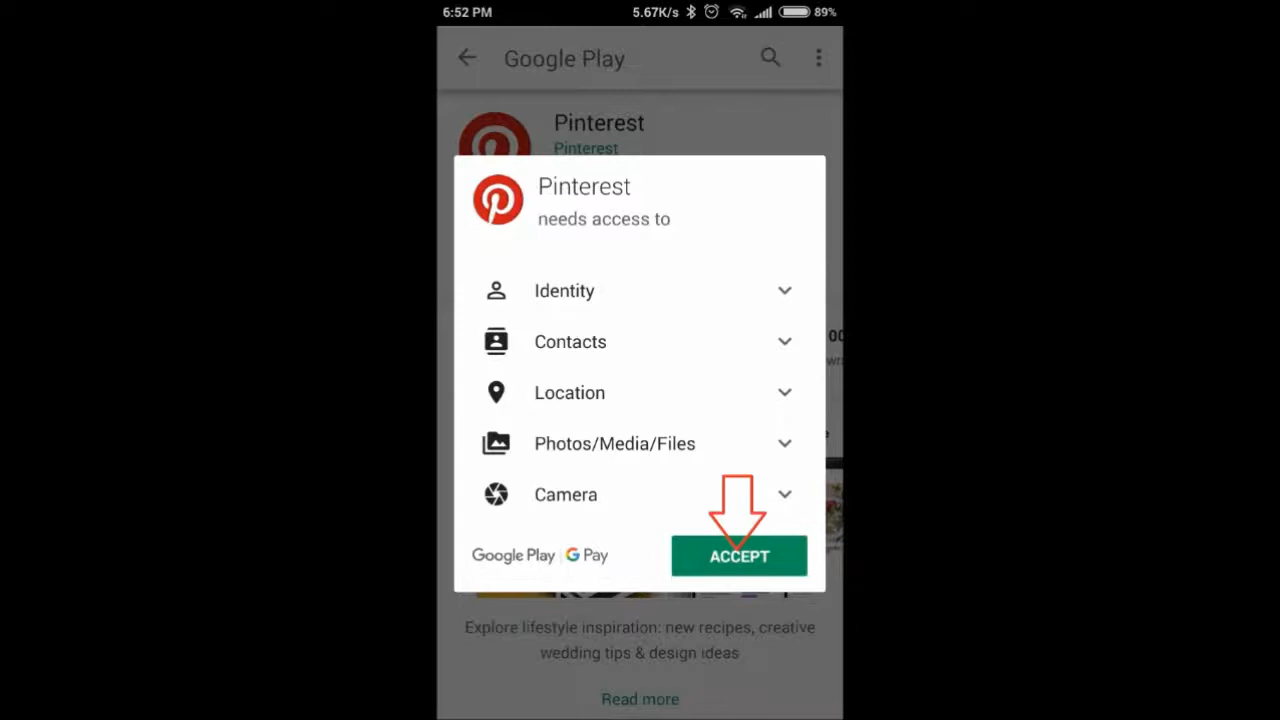 6:52 PM 5.67K/s 89%
Google Play
Pinterest
Pinterest
Pinterest
needs access to
Identity
Contacts
Location
Photos/Media/Files
Camera
Google Play G Pay
ACCEPT
Explore lifestyle inspiration: new recipes, creative
wedding tips & design ideas
Read more